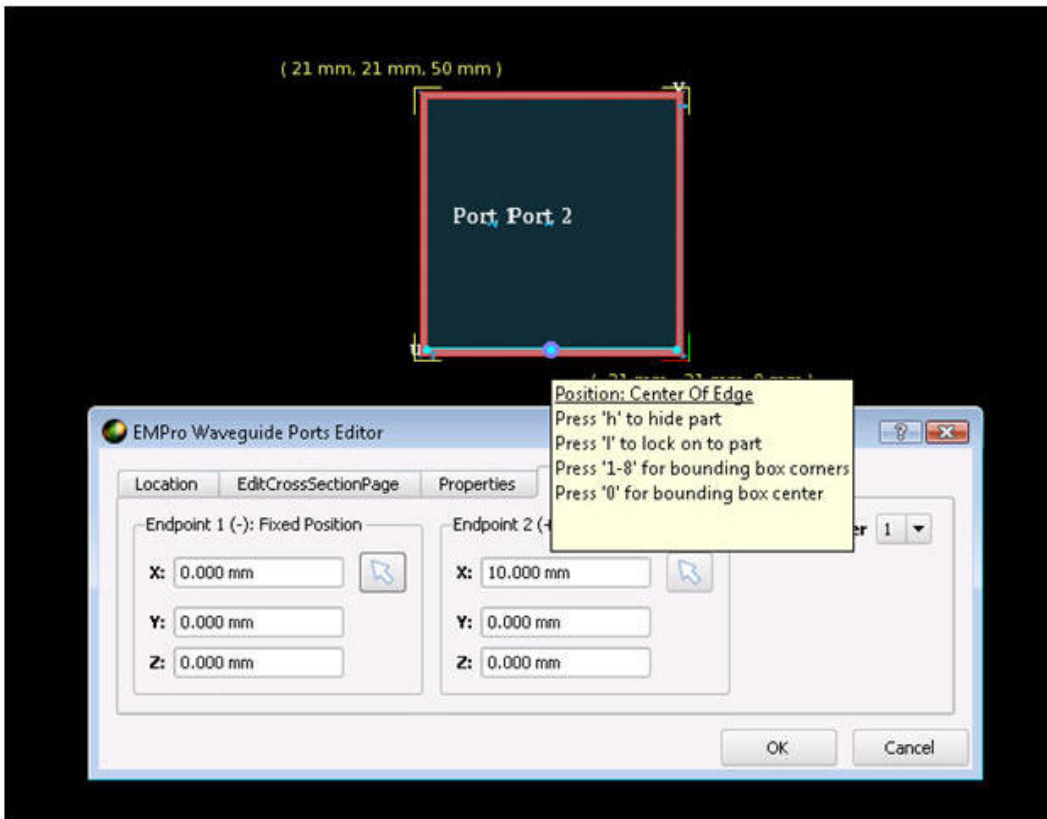 ( 21 mm, 21 mm, 50 mm )
v
Port 1 Port 2
u
Position: Center Of Edge
Press 'h' to hide part
Press 'l' to lock on to part
Press '1-8' for bounding box corners
Press '0' for bounding box center
EMPro Waveguide Ports Editor
Location EditCrossSectionPage Properties
Endpoint 1 (-): Fixed Position Endpoint 2 (+
1
X: 0.000 mm X: 10.000 mm
Y: 0.000 mm Y: 0.000 mm
Z: 0.000 mm Z: 0.000 mm
OK Cancel